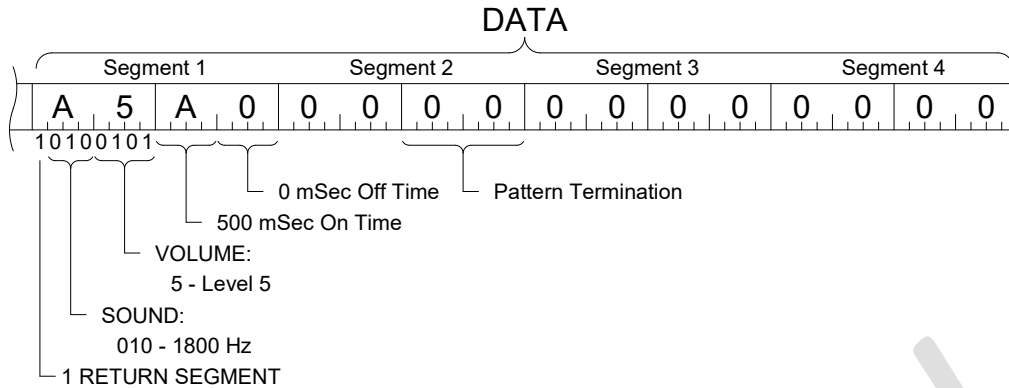 DATA
Segment 1 Segment 2 Segment 3 Segment 4
A 5 A 0 0 0 0 0 0 0 0 0 0 0 0 0
10100101
0 mSec Off Time Pattern Termination
500 mSec On Time
VOLUME:
5 - Level 5
SOUND:
010 - 1800 Hz
1 RETURN SEGMENT